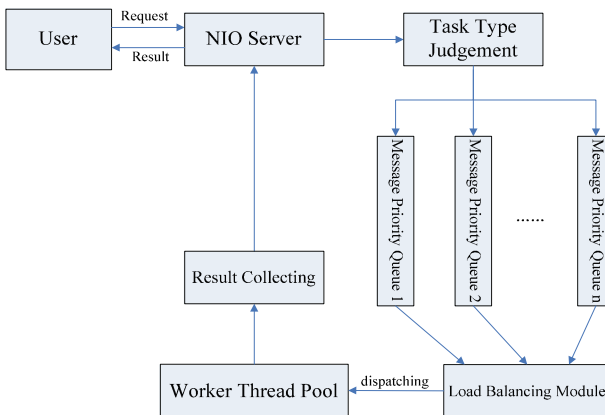 User
Request
Result
NIO Server
Task Type
Judgement
Message Priority Queue 1
Message Priority Queue 2
......
Message Priority Queue n
Result Collecting
Worker Thread Pool
dispatching
Load Balancing Module